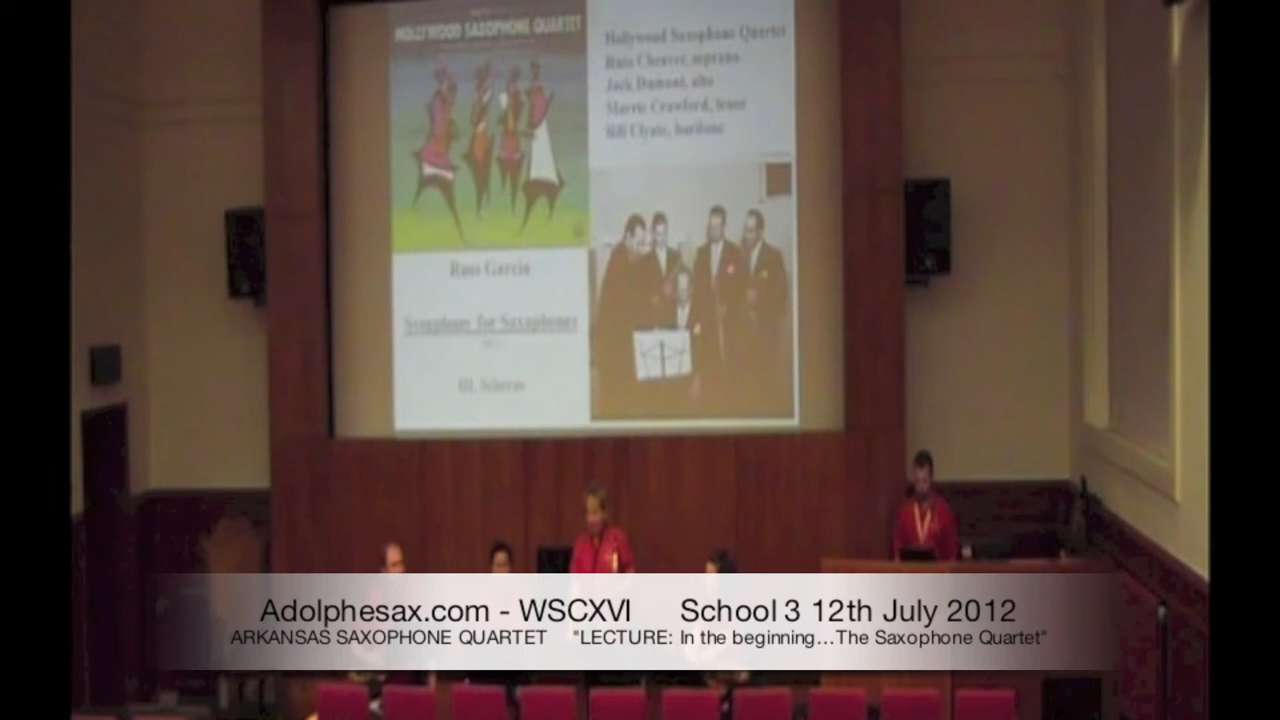 HOLLYWOOD SAXOPHONE QUARTET
Hollywood Saxophone Quartet
Russ Cheever, soprano
Jack Dumont, alto
Morrie Crawford, tenor
Bill Ulyate, baritone
Russ Garcia
Symphony for Saxophones
III. Scherzo
Adolphesax.com - WSCXVI School 3 12th July 2012
ARKANSAS SAXOPHONE QUARTET "LECTURE: In the beginning...The Saxophone Quartet"